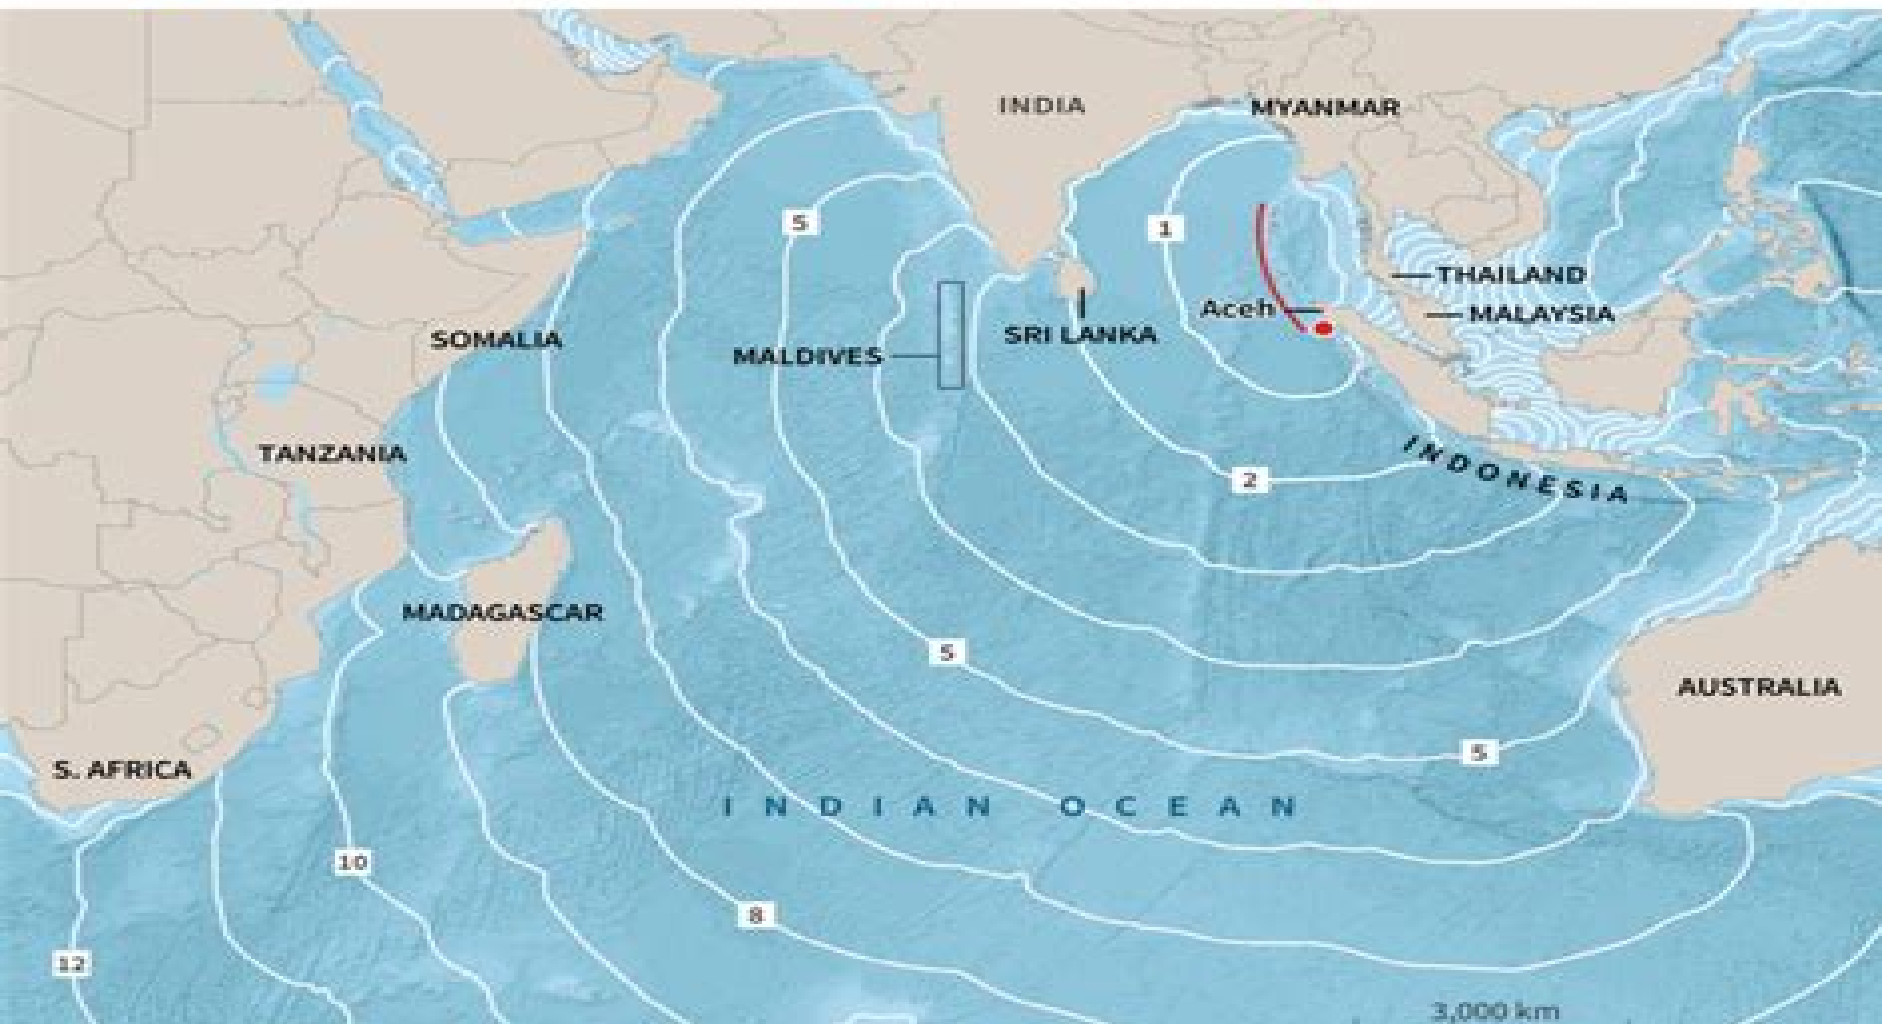 INDIA
MYANMAR
5
1
THAILAND
Aceh
MALAYSIA
SOMALIA
SRI LANKA
MALDIVES
TANZANIA
INDONESIA
2
MADAGASCAR
5
AUSTRALIA
5
S. AFRICA
INDIAN OCEAN
10
8
12
3,000 km